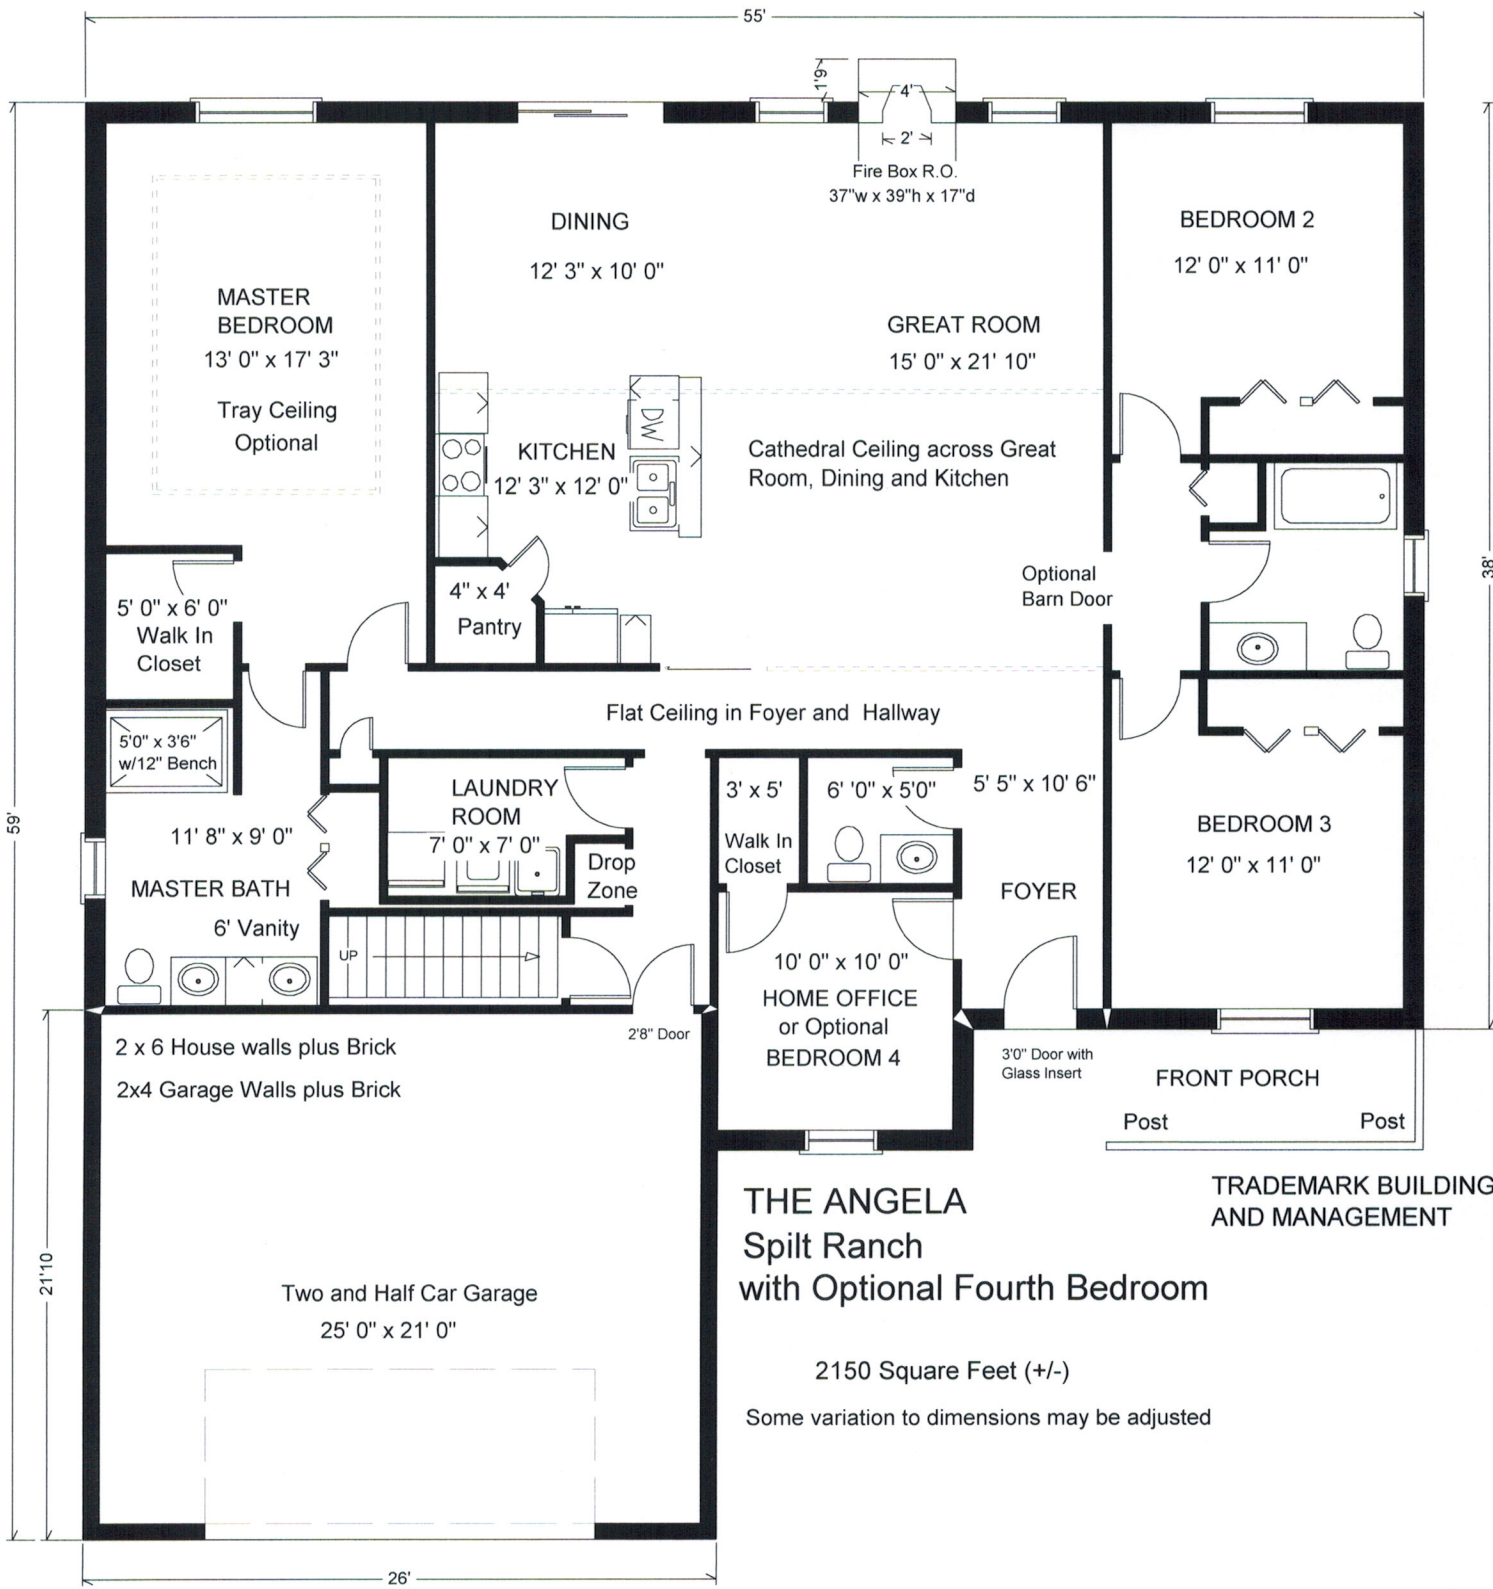 55'
1'9"
4'
2'
Fire Box R.O.
37"w x 39"h x 17"d
DINING
12' 3" x 10' 0"
BEDROOM 2
12' 0" x 11' 0"
MASTER
BEDROOM
13' 0" x 17' 3"
Tray Ceiling
Optional
GREAT ROOM
15' 0" x 21' 10"
DW
KITCHEN
12' 3" x 12' 0"
Cathedral Ceiling across Great
Room, Dining and Kitchen
38'
Optional
Barn Door
5' 0" x 6' 0"
Walk In
Closet
4" x 4'
Pantry
Flat Ceiling in Foyer and Hallway
5'0" x 3'6"
w/12" Bench
59'
LAUNDRY
ROOM
7' 0" x 7' 0"
3' x 5'
Walk In
Closet
6' '0" x 5'0"
5' 5" x 10' 6"
BEDROOM 3
12' 0" x 11' 0"
11' 8" x 9' 0"
MASTER BATH
6' Vanity
Drop
Zone
FOYER
UP
10' 0" x 10' 0"
HOME OFFICE
or Optional
BEDROOM 4
2'8" Door
3'0" Door with
Glass Insert
2 x 6 House walls plus Brick
2x4 Garage Walls plus Brick
FRONT PORCH
Post
Post
THE ANGELA
Spilt Ranch
with Optional Fourth Bedroom
TRADEMARK BUILDING
AND MANAGEMENT
21'10
Two and Half Car Garage
25' 0" x 21' 0"
2150 Square Feet (+/-)
Some variation to dimensions may be adjusted
26'